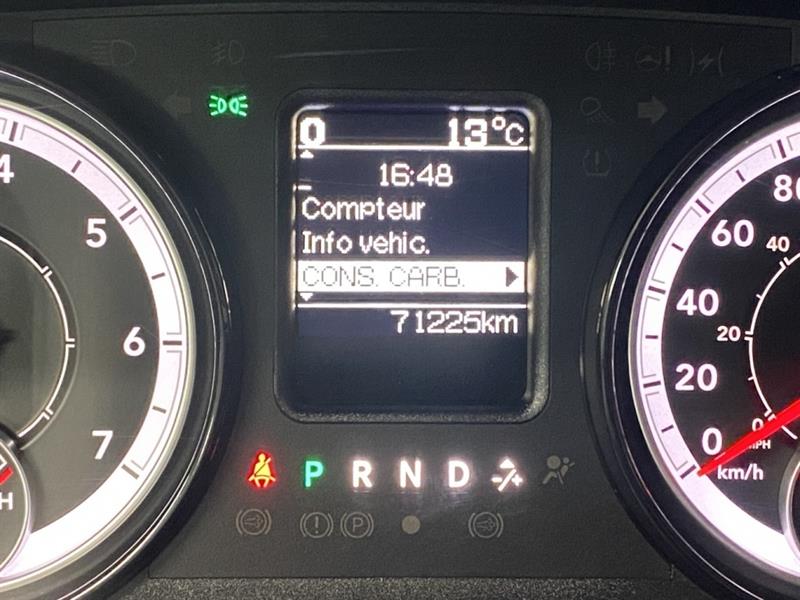 0 13°C
16:48
Compteur
Info vehic.
CONS. CARB.
71225km
4
5
6
7
H
80
60
40
20
0
km/h
40
20
0
MPH
P R N D -/+